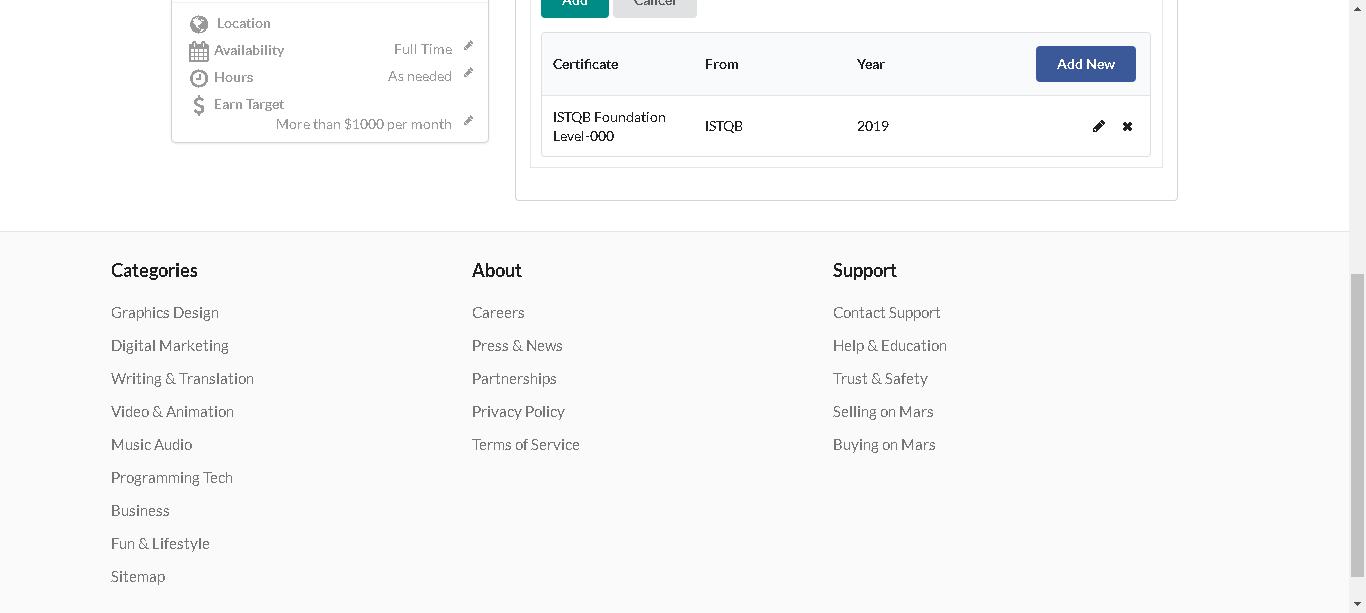 Add Cancel
Location
Availability Full Time
Hours As needed
Earn Target
More than $1000 per month
Certificate From Year Add New
ISTQB Foundation
Level-000 ISTQB 2019
Categories
Graphics Design
Digital Marketing
Writing & Translation
Video & Animation
Music Audio
Programming Tech
Business
Fun & Lifestyle
Sitemap
About
Careers
Press & News
Partnerships
Privacy Policy
Terms of Service
Support
Contact Support
Help & Education
Trust & Safety
Selling on Mars
Buying on Mars